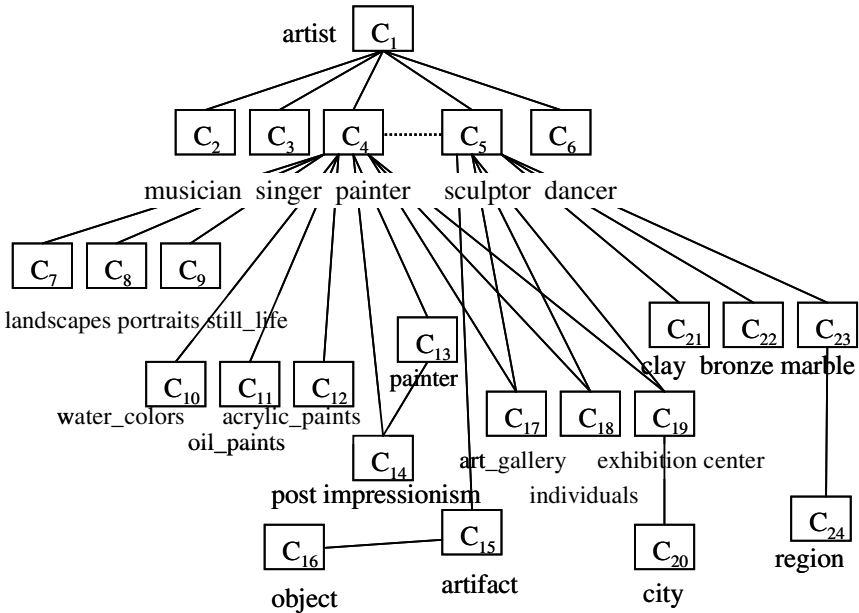 artist C1
C2 C3 C4 C5 C6
musician singer painter sculptor dancer
C7 C8 C9
landscapes portraits still_life
C21 C22 C23
clay bronze marble
C13
painter
C10 C11 C12
water_colors acrylic_paints
oil_paints
C17 C18 C19
art_gallery exhibition center
individuals
C14
post impressionism
C24
region
C16 C15 C20
object artifact city